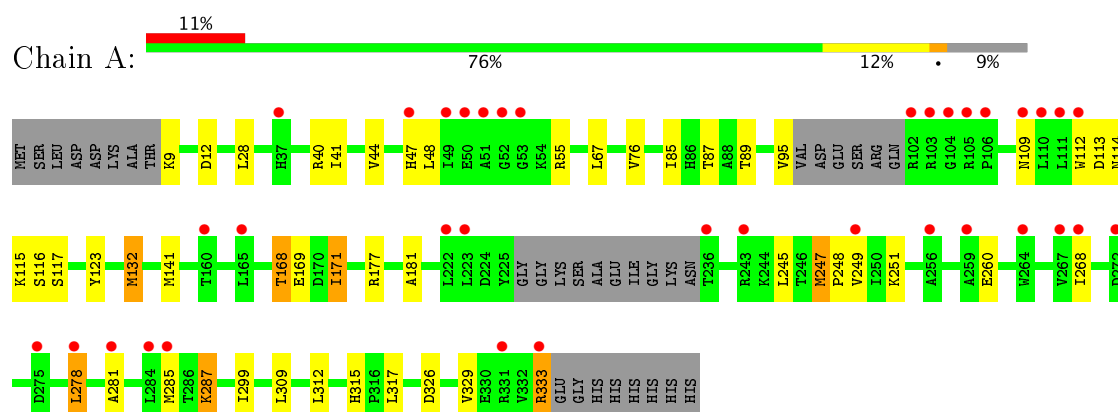 11%
Chain A:
76% 12% • 9%
MET SER LEU ASP ASP LYS ALA THR K9 D12 L28 H37 R40 I41 V44 H47 L48 I49 E50 A51 G52 G53 K54 R55 L67 V76 I85 H86 T87 A88 T89 V95 VAL ASP GLU SER ARG GLN R102 R103 G104 R105 P106 N109 L110 L111 W112 D113 N114
K115 S116 S117 Y123 M132 M141 T160 L165 T168 E169 D170 I171 R177 A181 L222 L223 D224 Y225 GLY GLY LYS SER ALA GLU ILE GLY LYS ASN T236 R243 K244 L245 T246 M247 P248 V249 I250 K251 A256 A259 E260 W264 V267 I268 D272
D275 L278 A281 L284 M285 T286 K287 I299 L309 L312 H315 P316 L317 D326 V329 E330 R331 V332 R333 GLU GLY HIS HIS HIS HIS HIS HIS